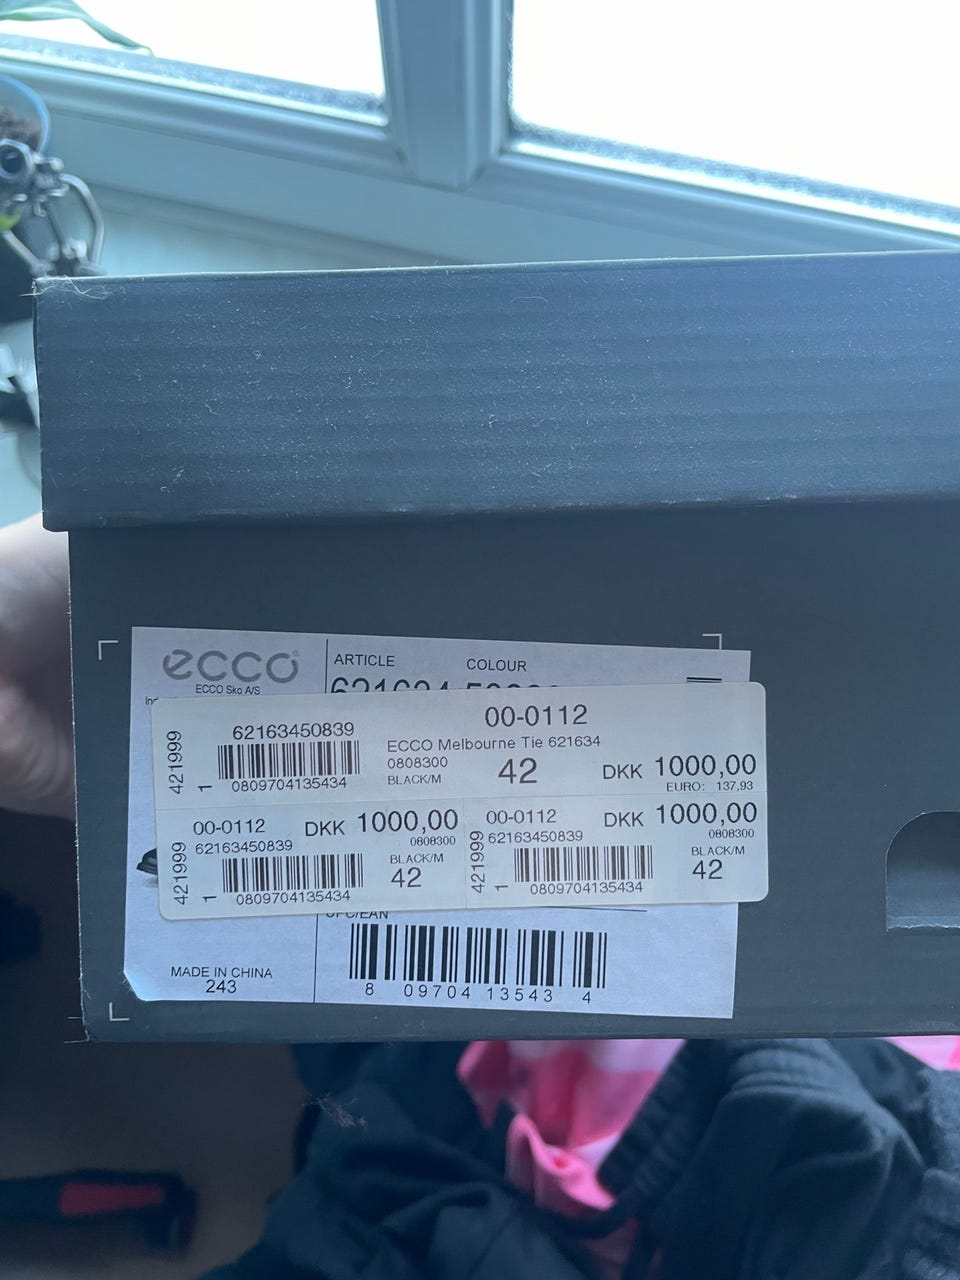 ecco
ECCO Sko A/S
ARTICLE
COLOUR
421999
62163450839
1
0809704135434
00-0112
ECCO Melbourne Tie 621634
0808300
BLACK/M
42
DKK 1000,00
EURO: 137,93
421999
00-0112
DKK 1000,00
62163450839
0808300
BLACK/M
42
1
0809704135434
421999
00-0112
DKK 1000,00
62163450839
0808300
BLACK/M
42
1
0809704135434
UPC/EAN
8 09704 13543 4
MADE IN CHINA
243